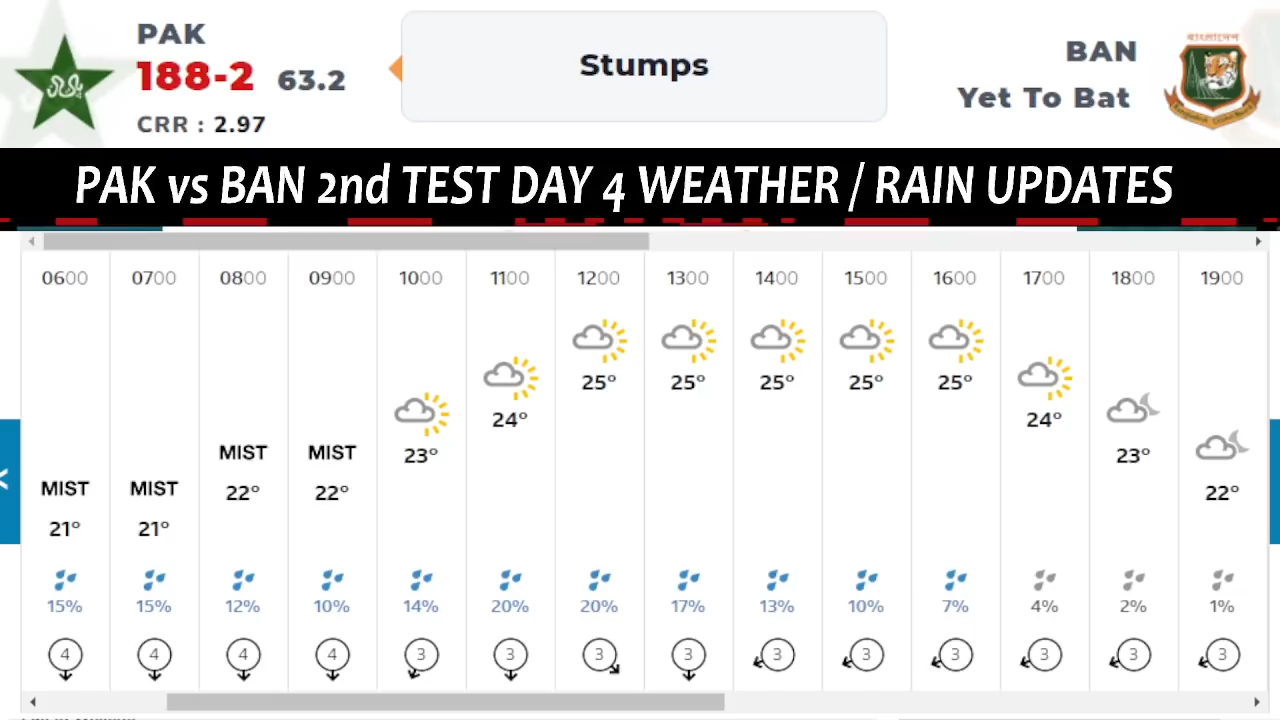 PAK
188-2 63.2
CRR : 2.97
Stumps
BAN
Yet To Bat
বাংলাদেশ
PAK vs BAN 2nd TEST DAY 4 WEATHER / RAIN UPDATES
0600 0700 0800 0900 1000 1100 1200 1300 1400 1500 1600 1700 1800 1900
MIST MIST MIST MIST
21° 21° 22° 22° 23° 24° 25° 25° 25° 25° 25° 24° 23° 22°
15% 15% 12% 10% 14% 20% 20% 17% 13% 10% 7% 4% 2% 1%
4 4 4 4 3 3 3 3 3 3 3 3 3 3